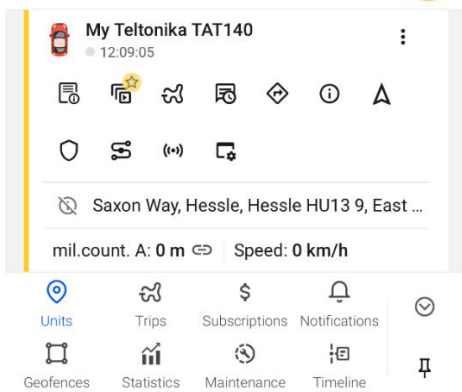 My Teltonika TAT140
12:09:05
Saxon Way, Hessle, Hessle HU13 9, East ...
mil.count. A: 0 m Speed: 0 km/h
Units Trips Subscriptions Notifications
Geofences Statistics Maintenance Timeline